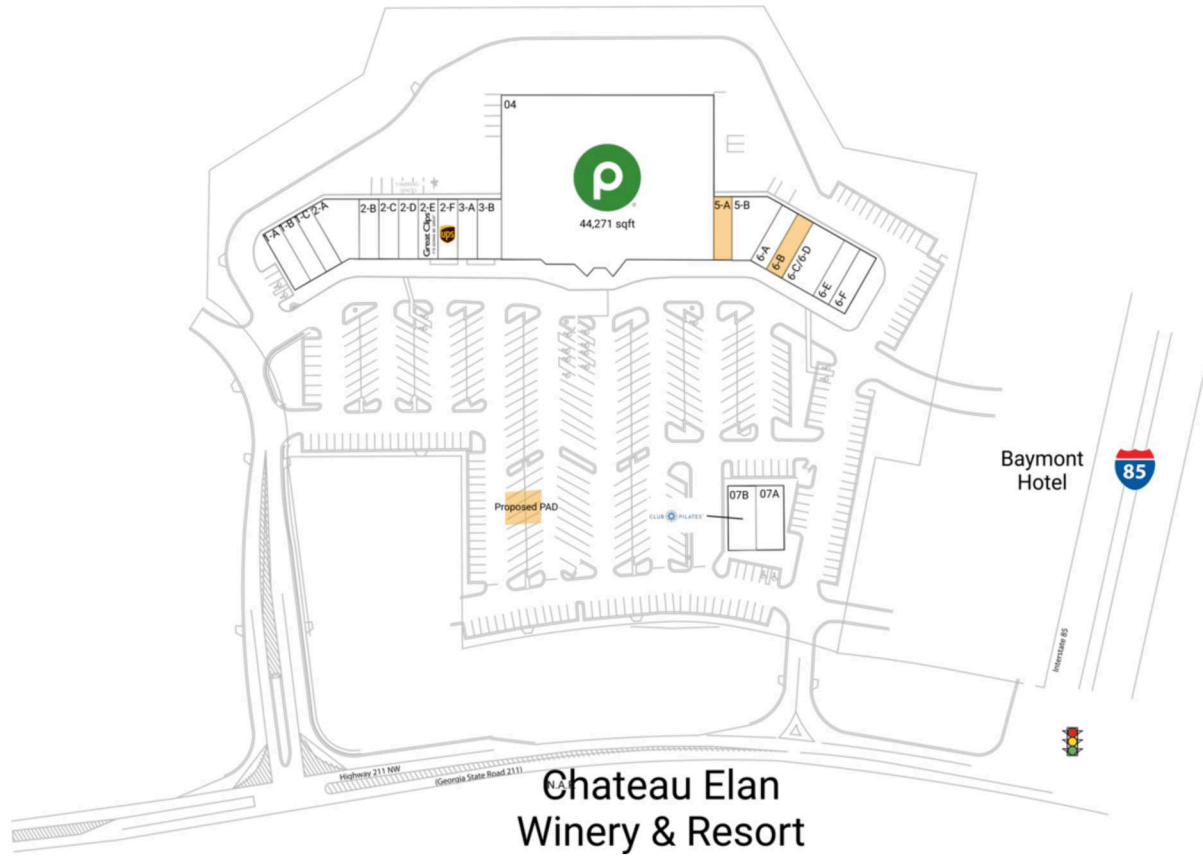 04
44,271 sqft
1-A
1-B
1-C
2-A
2-B
2-C
2-D
2-E
2-F
3-A
3-B
Great Clips
ups
5-A
5-B
6-A
6-B
6-C/6-D
6-E
6-F
Baymont
Hotel
85
Proposed PAD
CLUB PILATES
07B
07A
Interstate 85
Highway 211 NW
(Georgia State Road 211)
N.A.P.
Chateau Elan
Winery & Resort